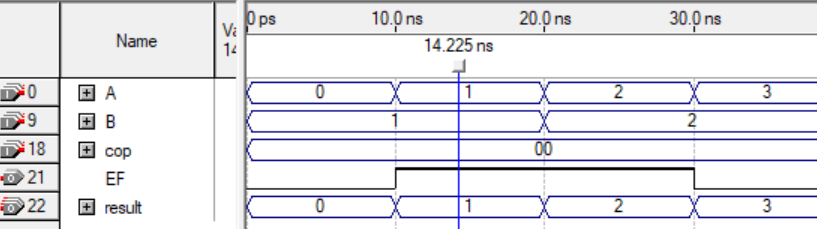 Name
Va
14
0 ps
10.0 ns
20.0 ns
30.0 ns
14.225 ns
0 A 0 1 2 3
9 B 1 2
18 cop 00
21 EF
22 result 0 1 2 3